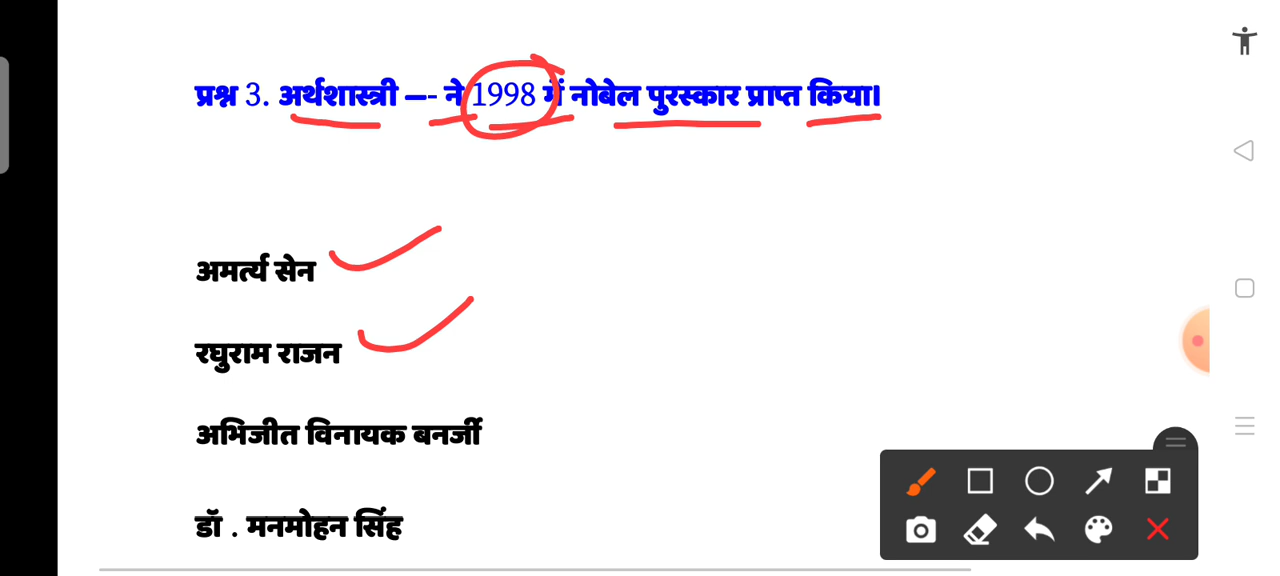 प्रश्न 3. अर्थशास्त्री —- ने 1998 में नोबेल पुरस्कार प्राप्त किया।
अमर्त्य सेन
रघुराम राजन
अभिजीत विनायक बनर्जी
डॉ . मनमोहन सिंह